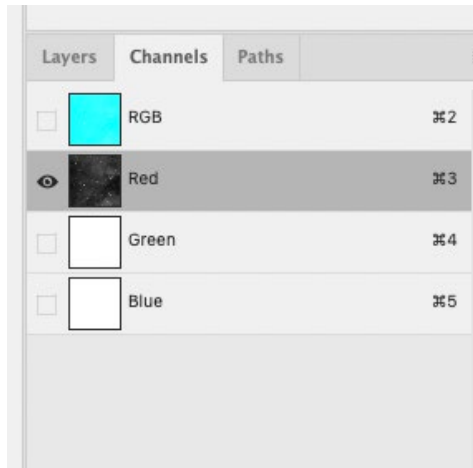 Layers Channels Paths
RGB ⌘2
Red ⌘3
Green ⌘4
Blue ⌘5